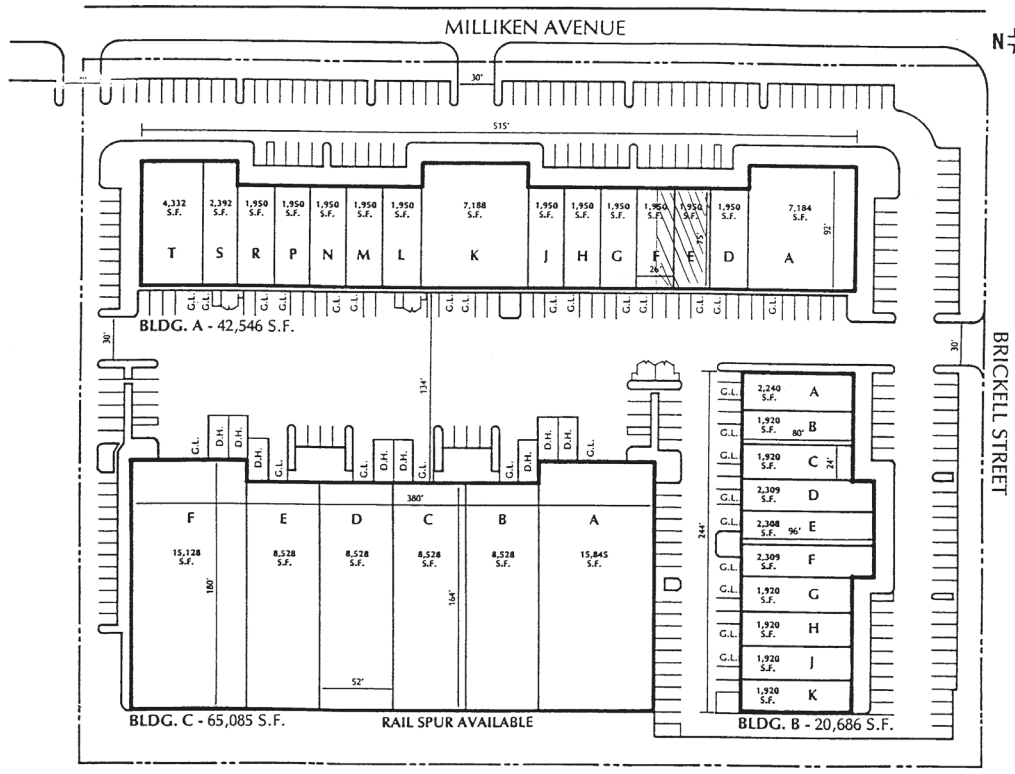 MILLIKEN AVENUE
N
30'
515'
4,332 S.F.
2,392 S.F.
1,950 S.F.
1,950 S.F.
1,950 S.F.
1,950 S.F.
1,950 S.F.
7,188 S.F.
1,950 S.F.
1,950 S.F.
1,950 S.F.
1,950 S.F.
1,950 S.F.
1,950 S.F.
7,184 S.F.
75'
92'
T S R P N M L K J H G F E D A
26'
G.L. G.L. G.L. G.L. G.L. G.L. G.L. G.L. G.L. G.L. G.L. G.L. G.L. G.L.
BLDG. A - 42,546 S.F.
30'
30'
BRICKELL STREET
134'
G.L. D.H. D.H. D.H. G.L. G.L. D.H. D.H. G.L. G.L. D.H. D.H. D.H. G.L.
380'
F E D C B A
15,128 S.F.
8,528 S.F.
8,528 S.F.
8,528 S.F.
8,528 S.F.
15,845 S.F.
180'
164'
52'
BLDG. C - 65,085 S.F.
RAIL SPUR AVAILABLE
244'
G.L. 2,240 S.F. A
G.L. 1,920 S.F. B
80'
G.L. 1,920 S.F. C
24'
G.L. 2,309 S.F. D
2,308 S.F. 96' E
G.L. 2,309 S.F. F
G.L. 1,920 S.F. G
G.L. 1,920 S.F. H
G.L. 1,920 S.F. J
1,920 S.F. K
BLDG. B - 20,686 S.F.